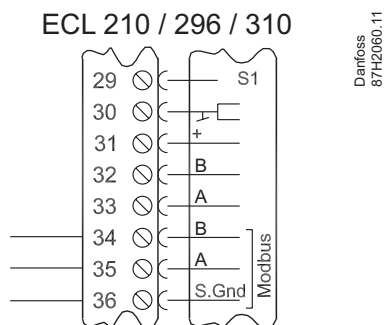 ECL 210 / 296 / 310
29 S1
30
31 +
32 B
33 A
34 B
35 A
36 S.Gnd
Modbus
Danfoss
87H2060.11